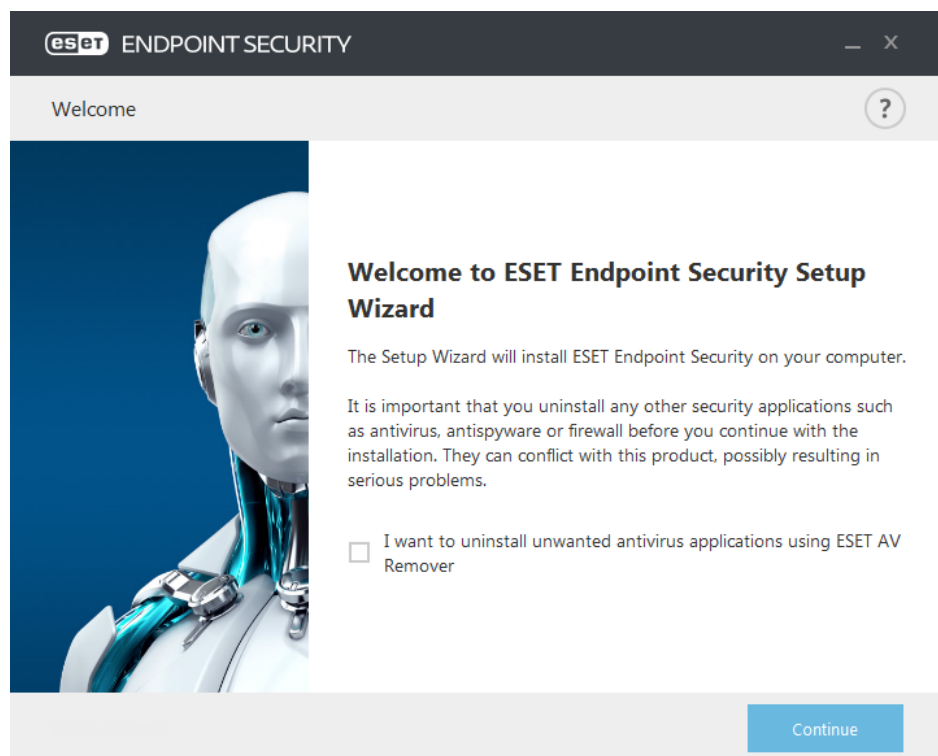 eseT ENDPOINT SECURITY
Welcome
?
Welcome to ESET Endpoint Security Setup
Wizard
The Setup Wizard will install ESET Endpoint Security on your computer.
It is important that you uninstall any other security applications such
as antivirus, antispyware or firewall before you continue with the
installation. They can conflict with this product, possibly resulting in
serious problems.
I want to uninstall unwanted antivirus applications using ESET AV
Remover
Continue